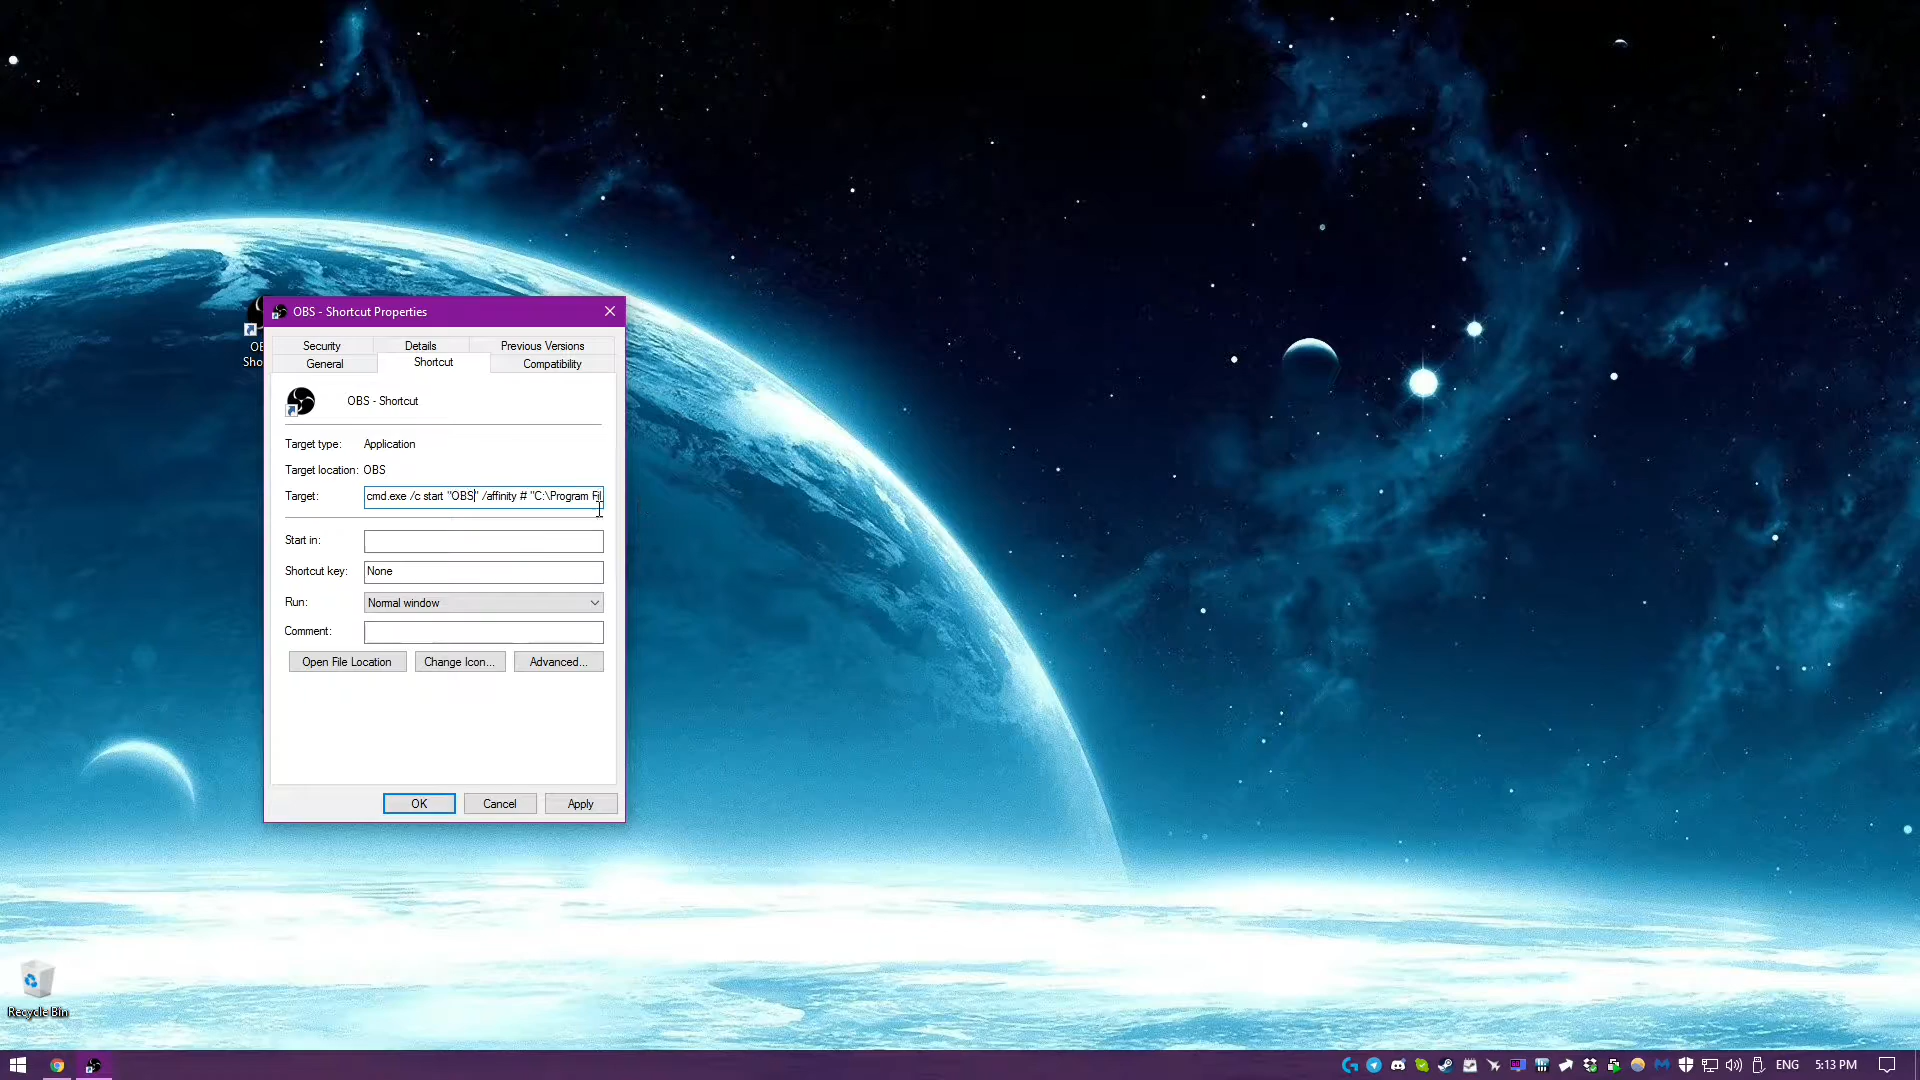 OBS - Shortcut Properties
Security
Details
Previous Versions
General
Shortcut
Compatibility
OBS - Shortcut
Target type: Application
Target location: OBS
Target: cmd.exe /c start "OBS" /affinity # "C:\Program Fil
Start in:
Shortcut key: None
Run: Normal window
Comment:
Open File Location
Change Icon...
Advanced...
OK
Cancel
Apply
Recycle Bin
ENG
5:13 PM